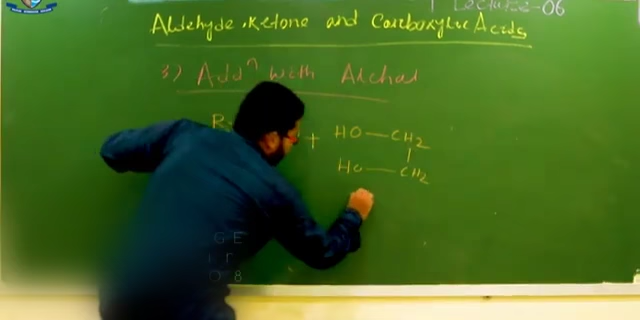 Lecture-06
Aldehyde, Ketone and Carboxylic Acids
3) Addⁿ with Alcohol
R
+ HO—CH2
|
HO—CH2
G E